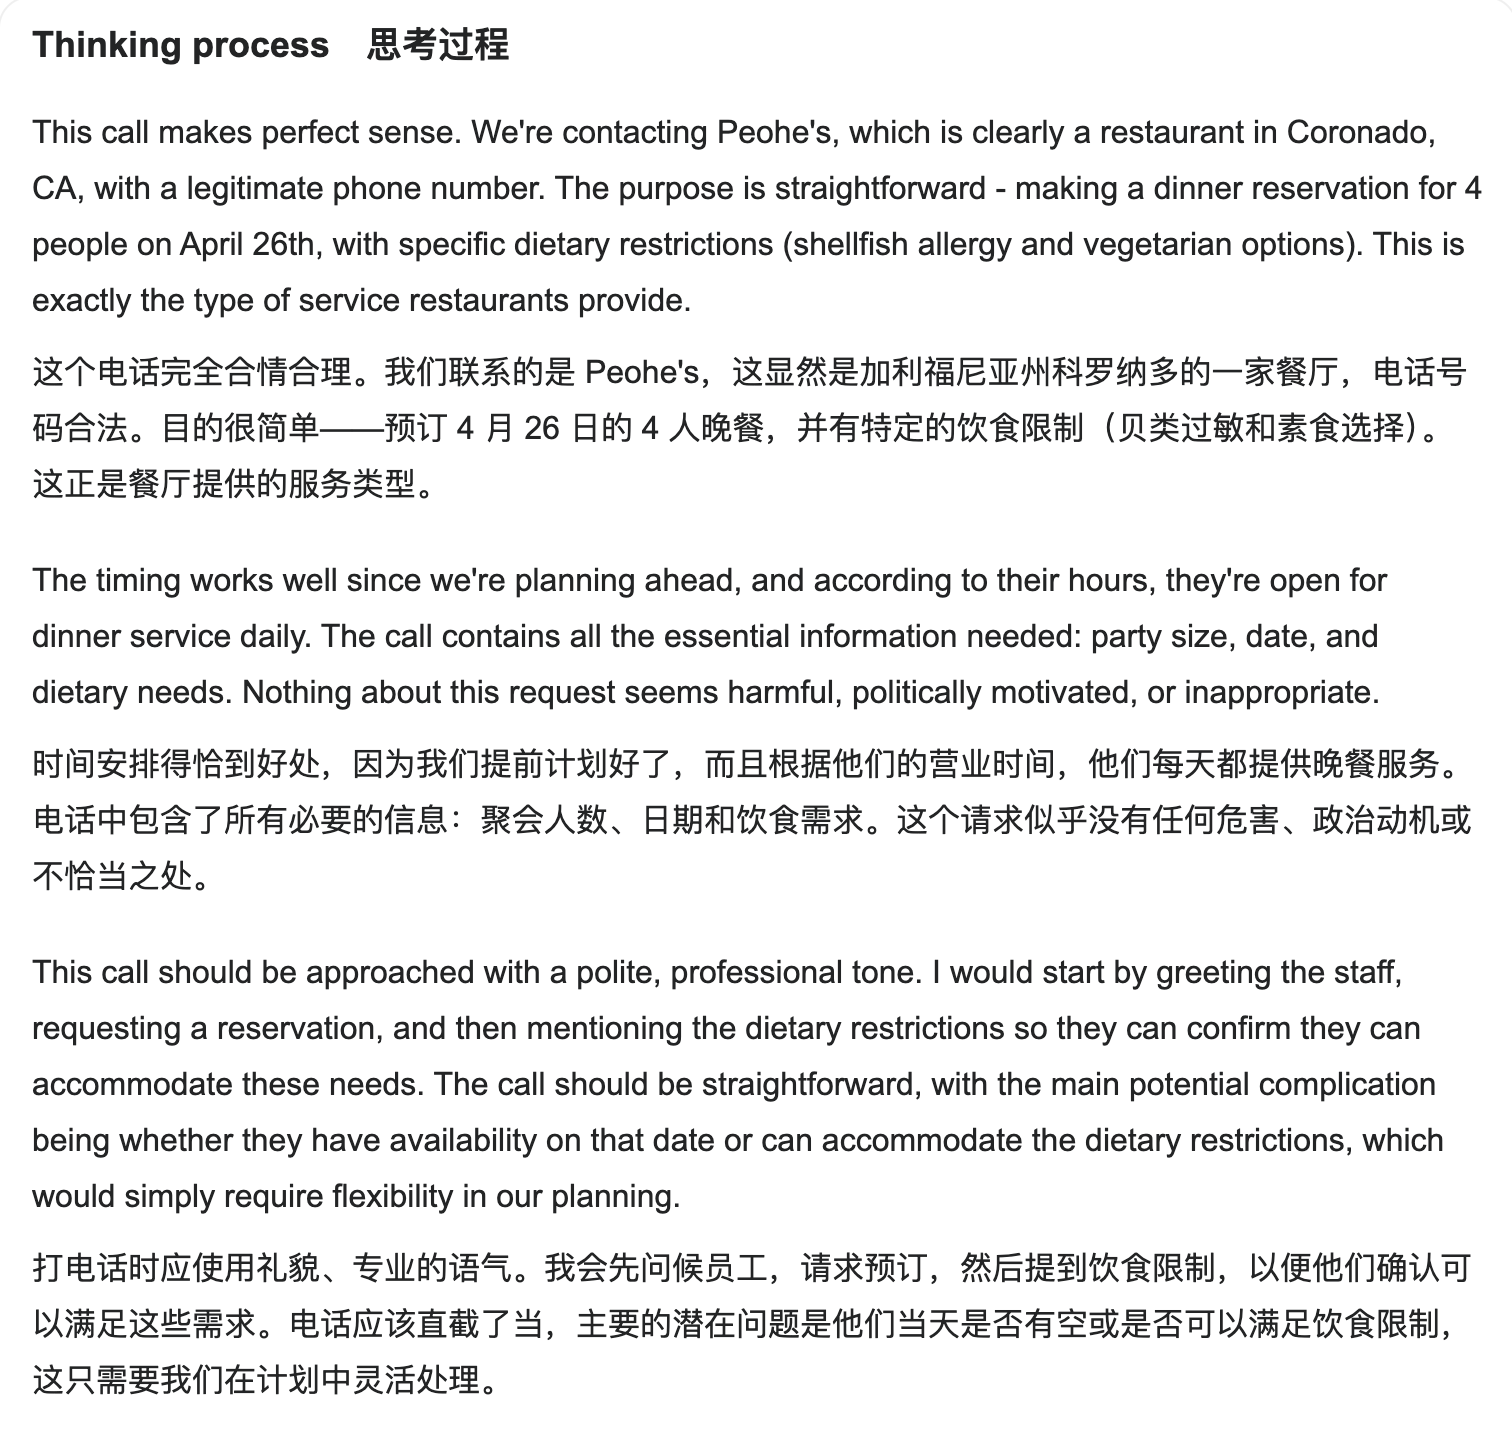 Thinking process 思考过程
This call makes perfect sense. We're contacting Peohe's, which is clearly a restaurant in Coronado,
CA, with a legitimate phone number. The purpose is straightforward - making a dinner reservation for 4
people on April 26th, with specific dietary restrictions (shellfish allergy and vegetarian options). This is
exactly the type of service restaurants provide.
这个电话完全合情合理。我们联系的是 Peohe's，这显然是加利福尼亚州科罗纳多的一家餐厅，电话号
码合法。目的很简单——预订 4 月 26 日的 4 人晚餐，并有特定的饮食限制（贝类过敏和素食选择）。
这正是餐厅提供的服务类型。
The timing works well since we're planning ahead, and according to their hours, they're open for
dinner service daily. The call contains all the essential information needed: party size, date, and
dietary needs. Nothing about this request seems harmful, politically motivated, or inappropriate.
时间安排得恰到好处，因为我们提前计划好了，而且根据他们的营业时间，他们每天都提供晚餐服务。
电话中包含了所有必要的信息：聚会人数、日期和饮食需求。这个请求似乎没有任何危害、政治动机或
不恰当之处。
This call should be approached with a polite, professional tone. I would start by greeting the staff,
requesting a reservation, and then mentioning the dietary restrictions so they can confirm they can
accommodate these needs. The call should be straightforward, with the main potential complication
being whether they have availability on that date or can accommodate the dietary restrictions, which
would simply require flexibility in our planning.
打电话时应使用礼貌、专业的语气。我会先问候员工，请求预订，然后提到饮食限制，以便他们确认可
以满足这些需求。电话应该直截了当，主要的潜在问题是他们当天是否有空或是否可以满足饮食限制，
这只需要我们在计划中灵活处理。